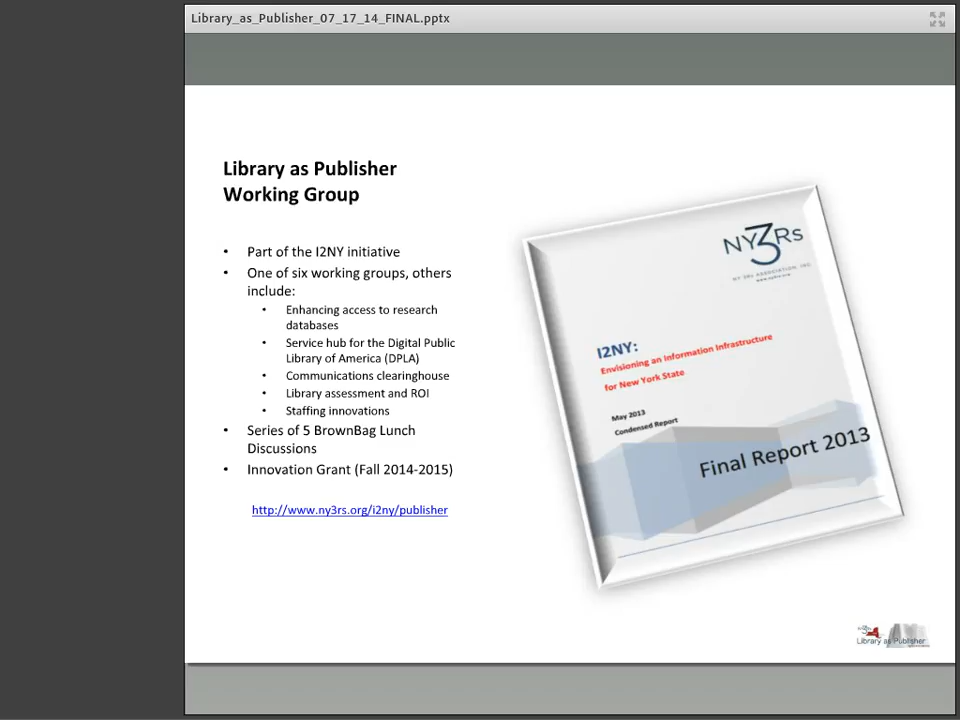 Library_as_Publisher_07_17_14_FINAL.pptx
Library as Publisher
Working Group
• Part of the I2NY initiative
• One of six working groups, others
include:
• Enhancing access to research
databases
• Service hub for the Digital Public
Library of America (DPLA)
• Communications clearinghouse
• Library assessment and ROI
• Staffing innovations
• Series of 5 BrownBag Lunch
Discussions
• Innovation Grant (Fall 2014-2015)
http://www.ny3rs.org/i2ny/publisher
NY3Rs
NY 3Rs ASSOCIATION, INC.
I2NY:
Envisioning an Information Infrastructure
for New York State
May 2013
Condensed Report
Final Report 2013
Library as Publisher